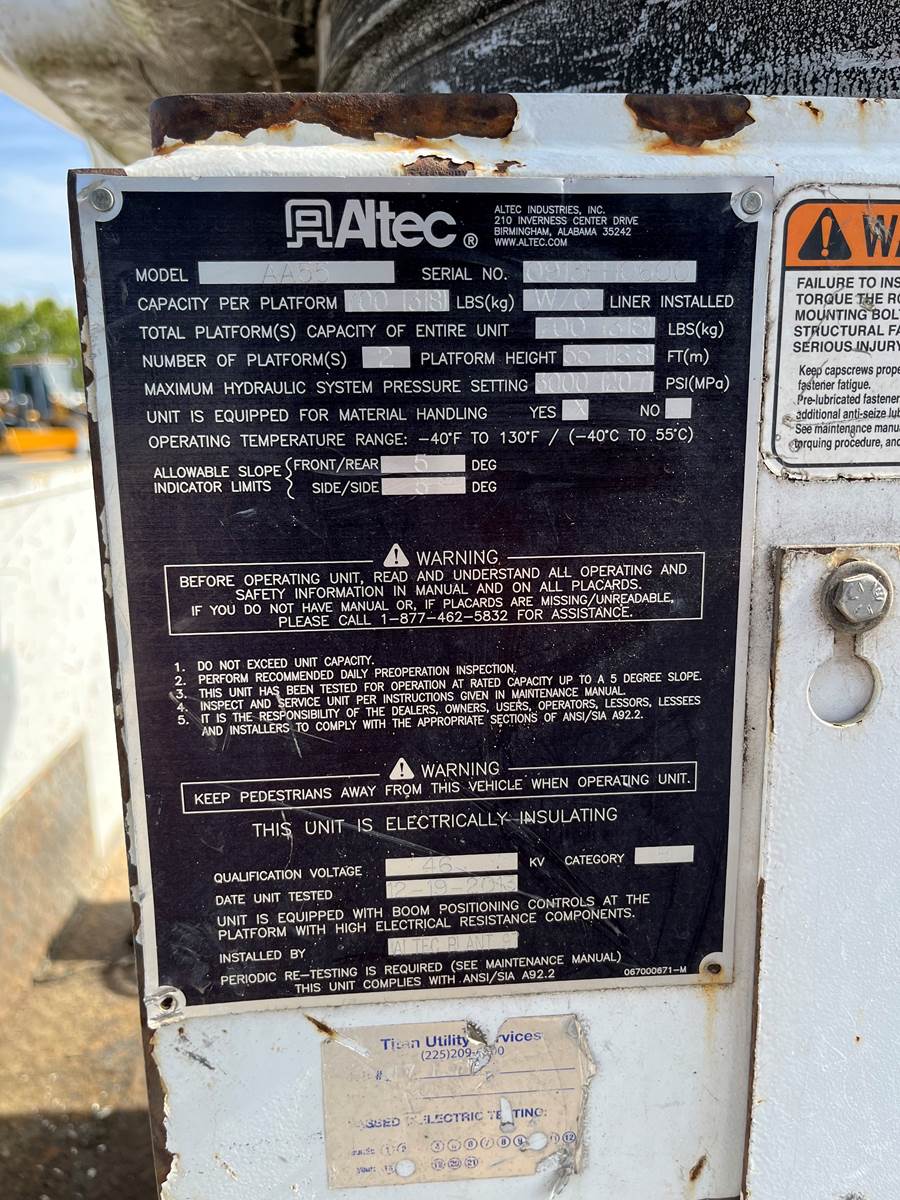 Altec ®
ALTEC INDUSTRIES, INC.
210 INVERNESS CENTER DRIVE
BIRMINGHAM, ALABAMA 35242
WWW.ALTEC.COM
MODEL AA55 SERIAL NO.
CAPACITY PER PLATFORM 700 [318] LBS(kg) W/O LINER INSTALLED
TOTAL PLATFORM(S) CAPACITY OF ENTIRE UNIT 700 [318] LBS(kg)
NUMBER OF PLATFORM(S) 2 PLATFORM HEIGHT FT(m)
MAXIMUM HYDRAULIC SYSTEM PRESSURE SETTING 3000 [20.7] PSI(MPa)
UNIT IS EQUIPPED FOR MATERIAL HANDLING YES X NO
OPERATING TEMPERATURE RANGE: -40°F TO 130°F / (-40°C TO 55°C)
ALLOWABLE SLOPE INDICATOR LIMITS
FRONT/REAR 5 DEG
SIDE/SIDE 5 DEG
WARNING
BEFORE OPERATING UNIT, READ AND UNDERSTAND ALL OPERATING AND
SAFETY INFORMATION IN MANUAL AND ON ALL PLACARDS.
IF YOU DO NOT HAVE MANUAL OR, IF PLACARDS ARE MISSING/UNREADABLE,
PLEASE CALL 1-877-462-5832 FOR ASSISTANCE.
1. DO NOT EXCEED UNIT CAPACITY.
2. PERFORM RECOMMENDED DAILY PREOPERATION INSPECTION.
3. THIS UNIT HAS BEEN TESTED FOR OPERATION AT RATED CAPACITY UP TO A 5 DEGREE SLOPE.
4. INSPECT AND SERVICE UNIT PER INSTRUCTIONS GIVEN IN MAINTENANCE MANUAL.
5. IT IS THE RESPONSIBILITY OF THE DEALERS, OWNERS, USERS, OPERATORS, LESSORS, LESSEES
AND INSTALLERS TO COMPLY WITH THE APPROPRIATE SECTIONS OF ANSI/SIA A92.2.
WARNING
KEEP PEDESTRIANS AWAY FROM THIS VEHICLE WHEN OPERATING UNIT.
THIS UNIT IS ELECTRICALLY INSULATING
QUALIFICATION VOLTAGE 46 KV CATEGORY
DATE UNIT TESTED
UNIT IS EQUIPPED WITH BOOM POSITIONING CONTROLS AT THE
PLATFORM WITH HIGH ELECTRICAL RESISTANCE COMPONENTS.
INSTALLED BY ALTEC PLANT
PERIODIC RE-TESTING IS REQUIRED (SEE MAINTENANCE MANUAL)
THIS UNIT COMPLIES WITH ANSI/SIA A92.2
067000671-M
WA
FAILURE TO INS
TORQUE THE RO
MOUNTING BOL
STRUCTURAL FA
SERIOUS INJURY
Keep capscrews prope
fastener fatigue.
Pre-lubricated fastener
additional anti-seize lub
See maintenance manu
torquing procedure, and
Titan Utility
(225)209-
ELECTRIC TESTING: